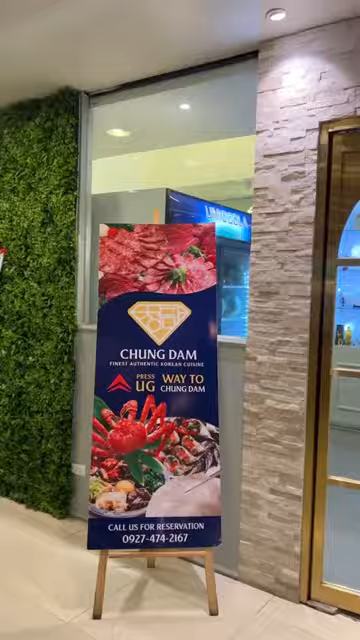 CHUNG DAM
FINEST AUTHENTIC KOREAN CUISINE
PRESS
UG
WAY TO
CHUNG DAM
CALL US FOR RESERVATION
0927-474-2167